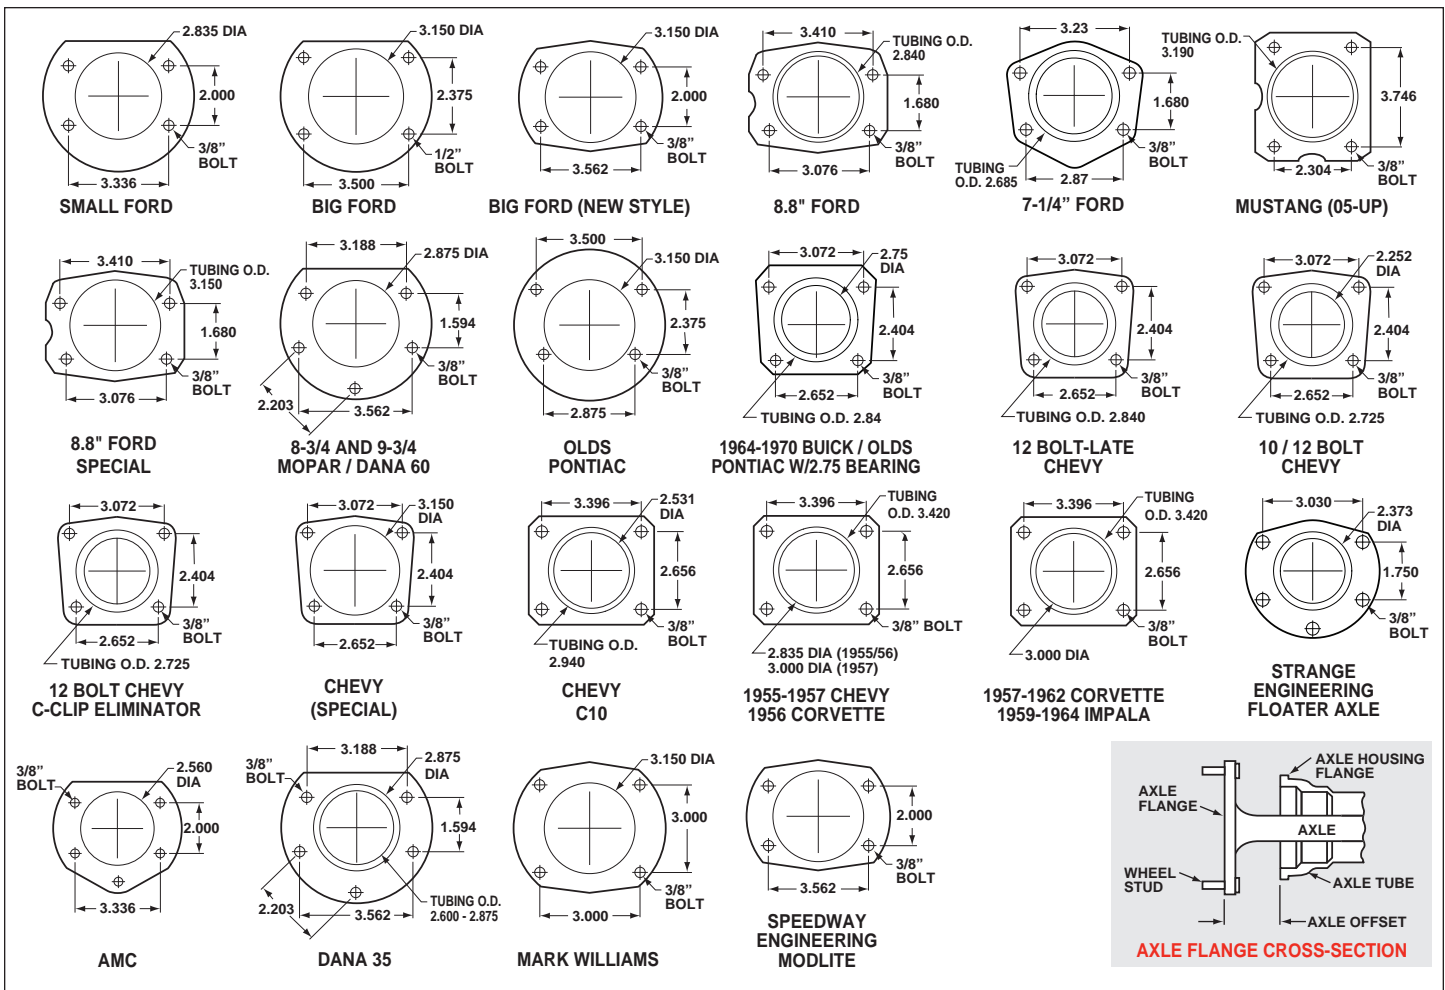 2.835 DIA
2.000
3/8”
BOLT
3.336
SMALL FORD
3.150 DIA
2.375
1/2”
BOLT
3.500
BIG FORD
3.150 DIA
2.000
3/8”
BOLT
3.562
BIG FORD (NEW STYLE)
3.410
TUBING O.D.
2.840
1.680
3/8”
BOLT
3.076
8.8" FORD
3.23
1.680
3/8”
BOLT
TUBING
O.D. 2.685
2.87
7-1/4” FORD
TUBING O.D.
3.190
3.746
3/8”
BOLT
2.304
MUSTANG (05-UP)
3.410
TUBING O.D.
3.150
1.680
3/8”
BOLT
3.076
8.8" FORD
SPECIAL
3.188
2.875 DIA
1.594
3/8”
BOLT
2.203
3.562
8-3/4 AND 9-3/4
MOPAR / DANA 60
3.500
3.150 DIA
2.375
3/8”
BOLT
2.875
OLDS
PONTIAC
3.072
2.75
DIA
2.404
3/8”
BOLT
2.652
TUBING O.D. 2.84
1964-1970 BUICK / OLDS
PONTIAC W/2.75 BEARING
3.072
2.404
3/8”
BOLT
2.652
TUBING O.D. 2.840
12 BOLT-LATE
CHEVY
3.072
2.252
DIA
2.404
3/8”
BOLT
2.652
TUBING O.D. 2.725
10 / 12 BOLT
CHEVY
3.072
2.404
3/8”
BOLT
2.652
TUBING O.D. 2.725
12 BOLT CHEVY
C-CLIP ELIMINATOR
3.072
3.150
DIA
2.404
3/8”
BOLT
2.652
CHEVY
(SPECIAL)
3.396
2.531
DIA
2.656
3/8”
BOLT
TUBING O.D.
2.940
CHEVY
C10
3.396
TUBING
O.D. 3.420
2.656
3/8” BOLT
2.835 DIA (1955/56)
3.000 DIA (1957)
1955-1957 CHEVY
1956 CORVETTE
3.396
TUBING
O.D. 3.420
2.656
3/8”
BOLT
3.000 DIA
1957-1962 CORVETTE
1959-1964 IMPALA
3.030
2.373
DIA
1.750
3/8”
BOLT
STRANGE
ENGINEERING
FLOATER AXLE
3/8”
BOLT
2.560
DIA
2.000
3.336
AMC
3/8”
BOLT
3.188
2.875
DIA
1.594
2.203
3.562
TUBING O.D.
2.600 - 2.875
DANA 35
3.150 DIA
3.000
3/8”
BOLT
3.000
MARK WILLIAMS
2.000
3/8”
BOLT
3.562
SPEEDWAY
ENGINEERING
MODLITE
AXLE HOUSING
FLANGE
AXLE
FLANGE
AXLE
WHEEL
STUD
AXLE TUBE
AXLE OFFSET
AXLE FLANGE CROSS-SECTION